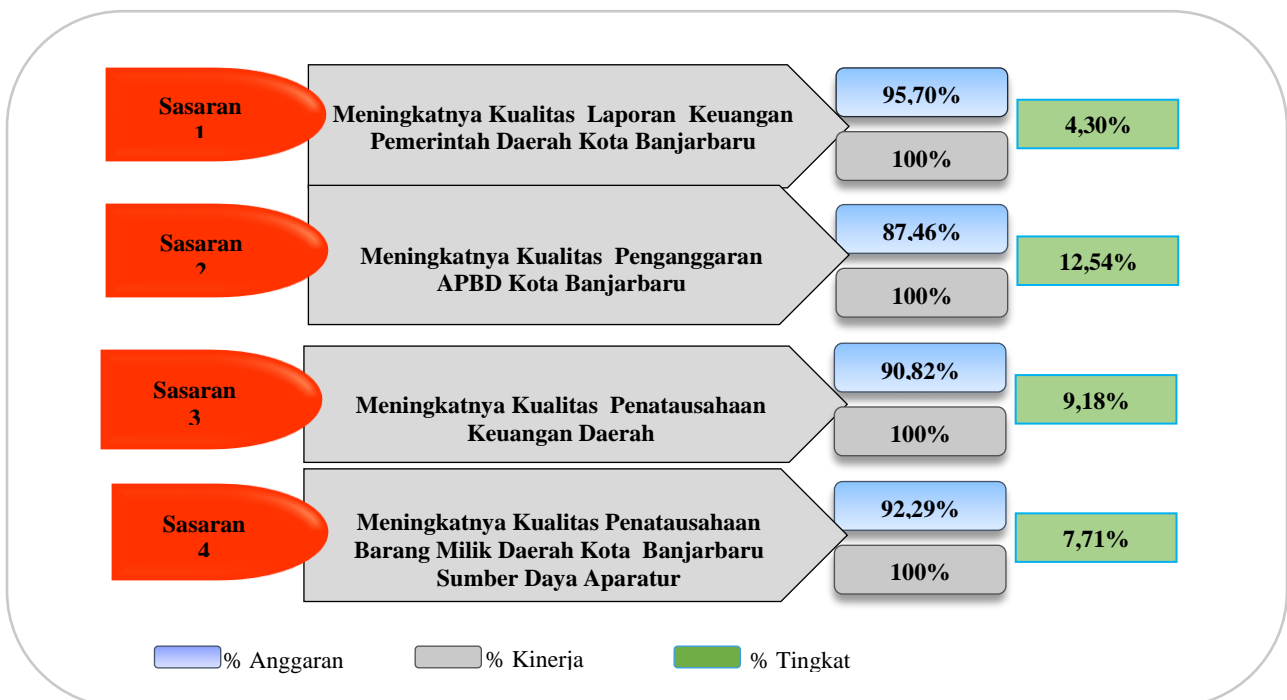 Sasaran
1
Meningkatnya Kualitas Laporan Keuangan
Pemerintah Daerah Kota Banjarbaru
95,70%
100%
4,30%
Sasaran
2
Meningkatnya Kualitas Penganggaran
APBD Kota Banjarbaru
87,46%
100%
12,54%
Sasaran
3
Meningkatnya Kualitas Penatausahaan
Keuangan Daerah
90,82%
100%
9,18%
Sasaran
4
Meningkatnya Kualitas Penatausahaan
Barang Milik Daerah Kota Banjarbaru
Sumber Daya Aparatur
92,29%
100%
7,71%
% Anggaran
% Kinerja
% Tingkat